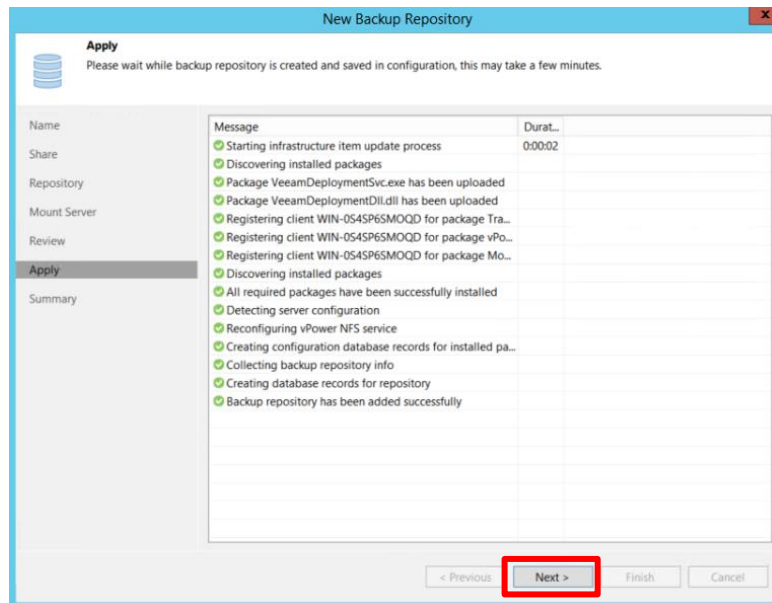 New Backup Repository
x
Apply
Please wait while backup repository is created and saved in configuration, this may take a few minutes.
Name
Share
Repository
Mount Server
Review
Apply
Summary
Message Durat...
Starting infrastructure item update process 0:00:02
Discovering installed packages
Package VeeamDeploymentSvc.exe has been uploaded
Package VeeamDeploymentDll.dll has been uploaded
Registering client WIN-0S4SP6SMOQD for package Tra...
Registering client WIN-0S4SP6SMOQD for package vPo...
Registering client WIN-0S4SP6SMOQD for package Mo...
Discovering installed packages
All required packages have been successfully installed
Detecting server configuration
Reconfiguring vPower NFS service
Creating configuration database records for installed pa...
Collecting backup repository info
Creating database records for repository
Backup repository has been added successfully
< Previous Next > Finish Cancel